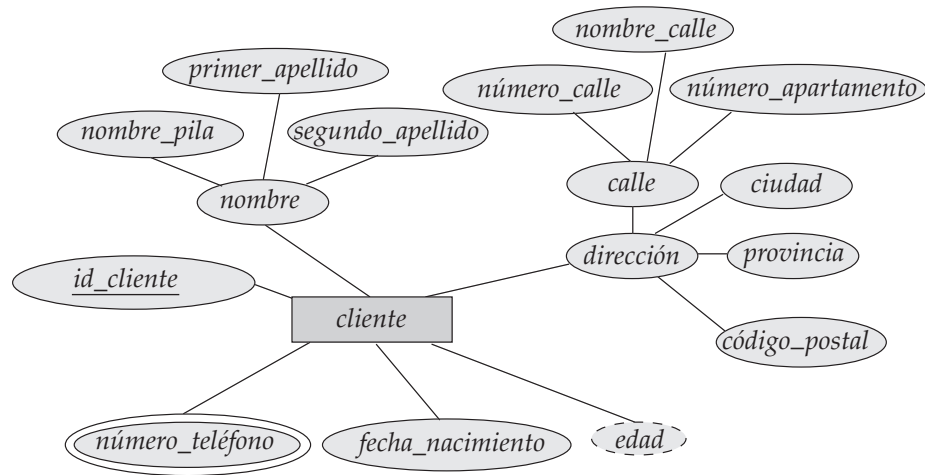 nombre_calle
primer_apellido
número_calle
número_apartamento
nombre_pila
segundo_apellido
calle
ciudad
nombre
dirección
provincia
id_cliente
cliente
código_postal
número_teléfono
fecha_nacimiento
edad